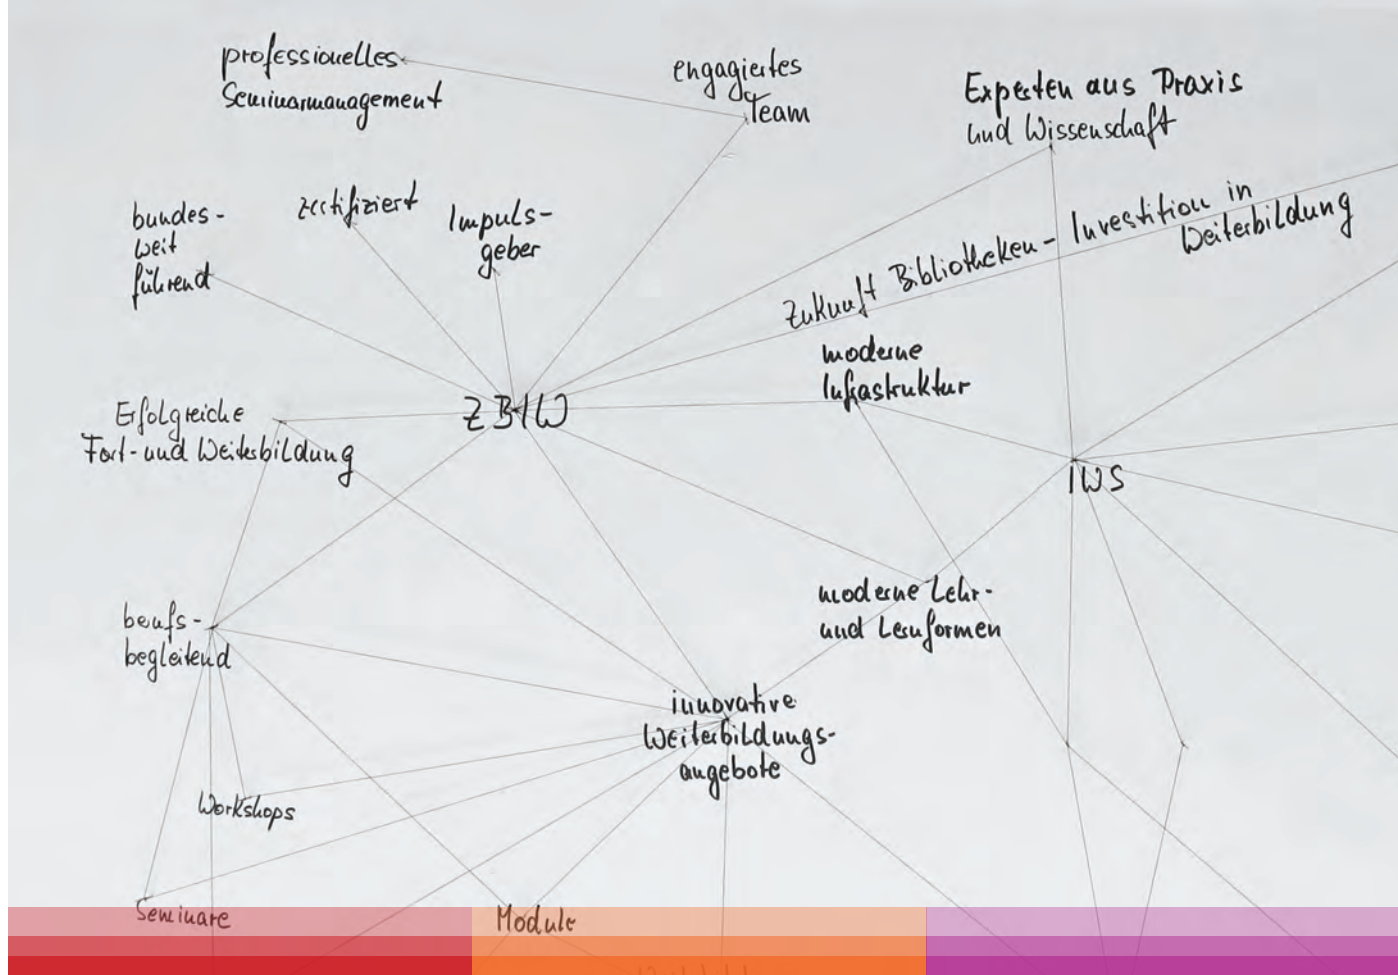 professionelles
Seminarmanagement
engagiertes
Team
Experten aus Praxis
und Wissenschaft
bundes-
weit
führend
zertifiziert
Impuls-
geber
Zukunft Bibliotheken - Investition in
Weiterbildung
moderne
Infrastruktur
Erfolgreiche
Fort- und Weiterbildung
ZBIW
IWS
berufs-
begleitend
moderne Lehr-
und Lernformen
innovative
Weiterbildungs-
angebote
Workshops
Seminare
Module